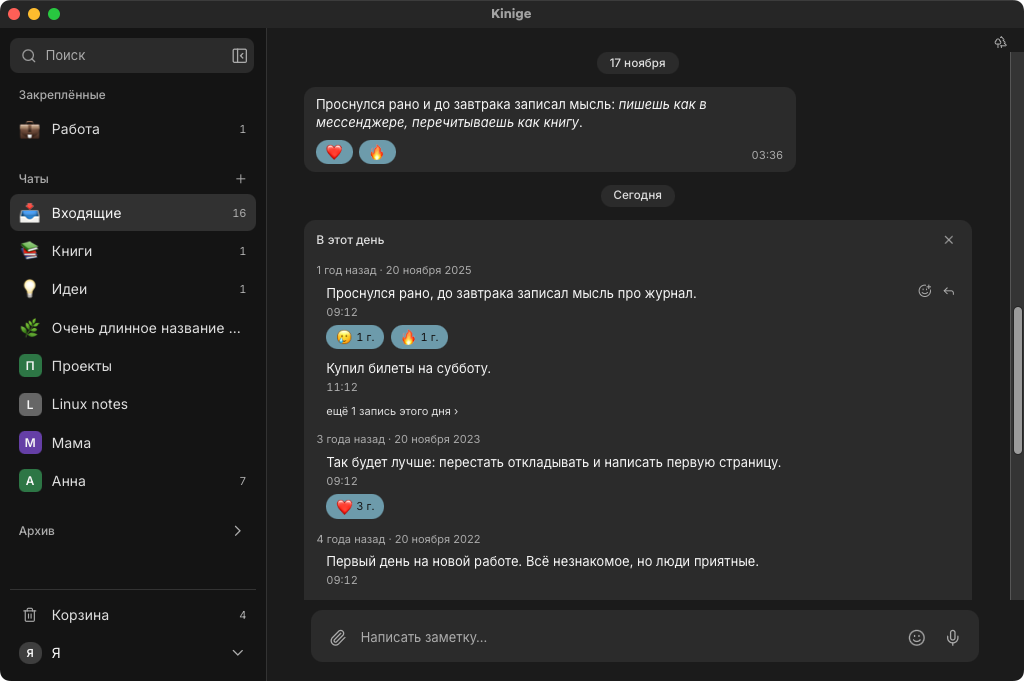 Kinige
Поиск
Закреплённые
Работа 1
Чаты
Входящие 16
Книги 1
Идеи 1
Очень длинное название ...
П Проекты
L Linux notes
М Мама
А Анна 7
Архив
Корзина 4
Я Я
17 ноября
Проснулся рано и до завтрака записал мысль: пишешь как в
мессенджере, перечитываешь как книгу.
03:36
Сегодня
В этот день
1 год назад · 20 ноября 2025
Проснулся рано, до завтрака записал мысль про журнал.
09:12
1 г. 1 г.
Купил билеты на субботу.
11:12
ещё 1 запись этого дня ›
3 года назад · 20 ноября 2023
Так будет лучше: перестать откладывать и написать первую страницу.
09:12
3 г.
4 года назад · 20 ноября 2022
Первый день на новой работе. Всё незнакомое, но люди приятные.
09:12
Написать заметку...